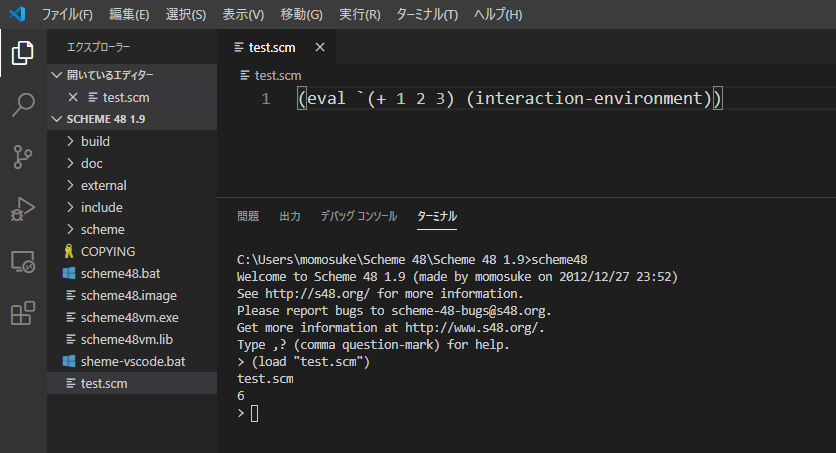 ファイル(F) 編集(E) 選択(S) 表示(V) 移動(G) 実行(R) ターミナル(T) ヘルプ(H)
エクスプローラー
開いているエディター
test.scm
SCHEME 48 1.9
build
doc
external
include
scheme
COPYING
scheme48.bat
scheme48.image
scheme48vm.exe
scheme48vm.lib
sheme-vscode.bat
test.scm
test.scm
test.scm
1 (eval `(+ 1 2 3) (interaction-environment))
問題 出力 デバッグ コンソール ターミナル
C:\Users\momosuke\Scheme 48\Scheme 48 1.9>scheme48
Welcome to Scheme 48 1.9 (made by momosuke on 2012/12/27 23:52)
See http://s48.org/ for more information.
Please report bugs to scheme-48-bugs@s48.org.
Get more information at http://www.s48.org/.
Type ,? (comma question-mark) for help.
> (load "test.scm")
test.scm
6
>